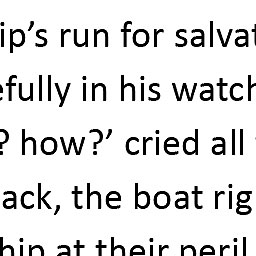 ip’s run for salvat
efully in his watch
? how?’ cried all
ack, the boat rig
hip at their peril